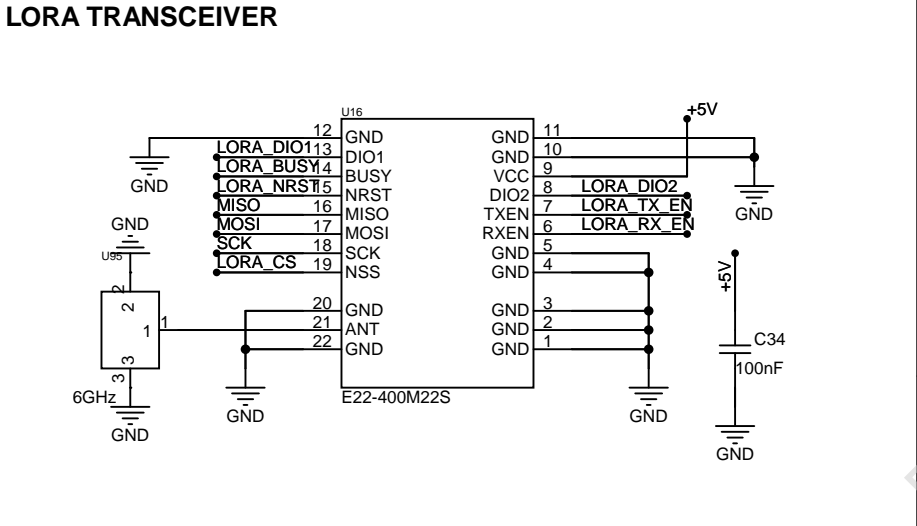 LORA TRANSCEIVER
U16
+5V
12 GND GND 11
LORA_DIO1 13 DIO1 GND 10
LORA_BUSY 14 BUSY VCC 9
LORA_NRST 15 NRST DIO2 8 LORA_DIO2
MISO 16 MISO TXEN 7 LORA_TX_EN
MOSI 17 MOSI RXEN 6 LORA_RX_EN
SCK 18 SCK GND 5
LORA_CS 19 NSS GND 4
20 GND GND 3
21 ANT GND 2
22 GND GND 1
E22-400M22S
GND
GND
GND
U95
2
2
1 1
3
3
6GHz
GND
GND
GND
+5V
C34
100nF
GND